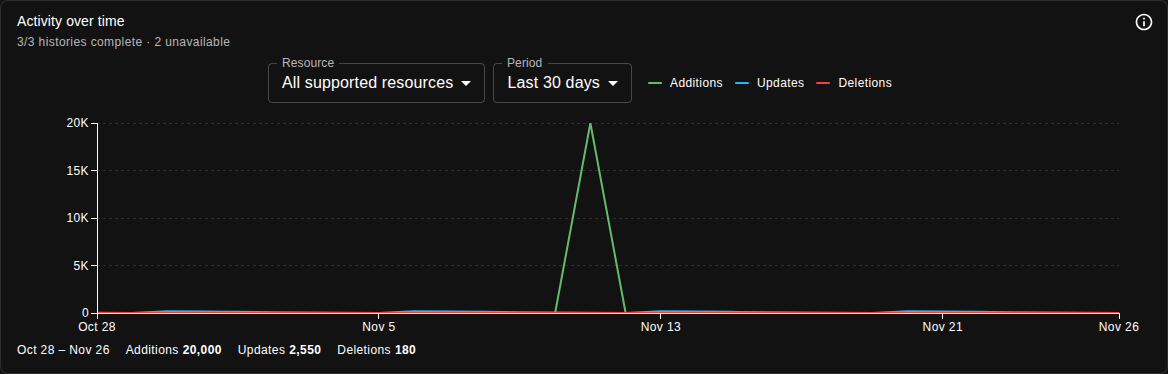 Activity over time
3/3 histories complete · 2 unavailable
Resource
All supported resources
Period
Last 30 days
Additions
Updates
Deletions
20K
15K
10K
5K
0
Oct 28
Nov 5
Nov 13
Nov 21
Nov 26
Oct 28 – Nov 26 Additions 20,000 Updates 2,550 Deletions 180